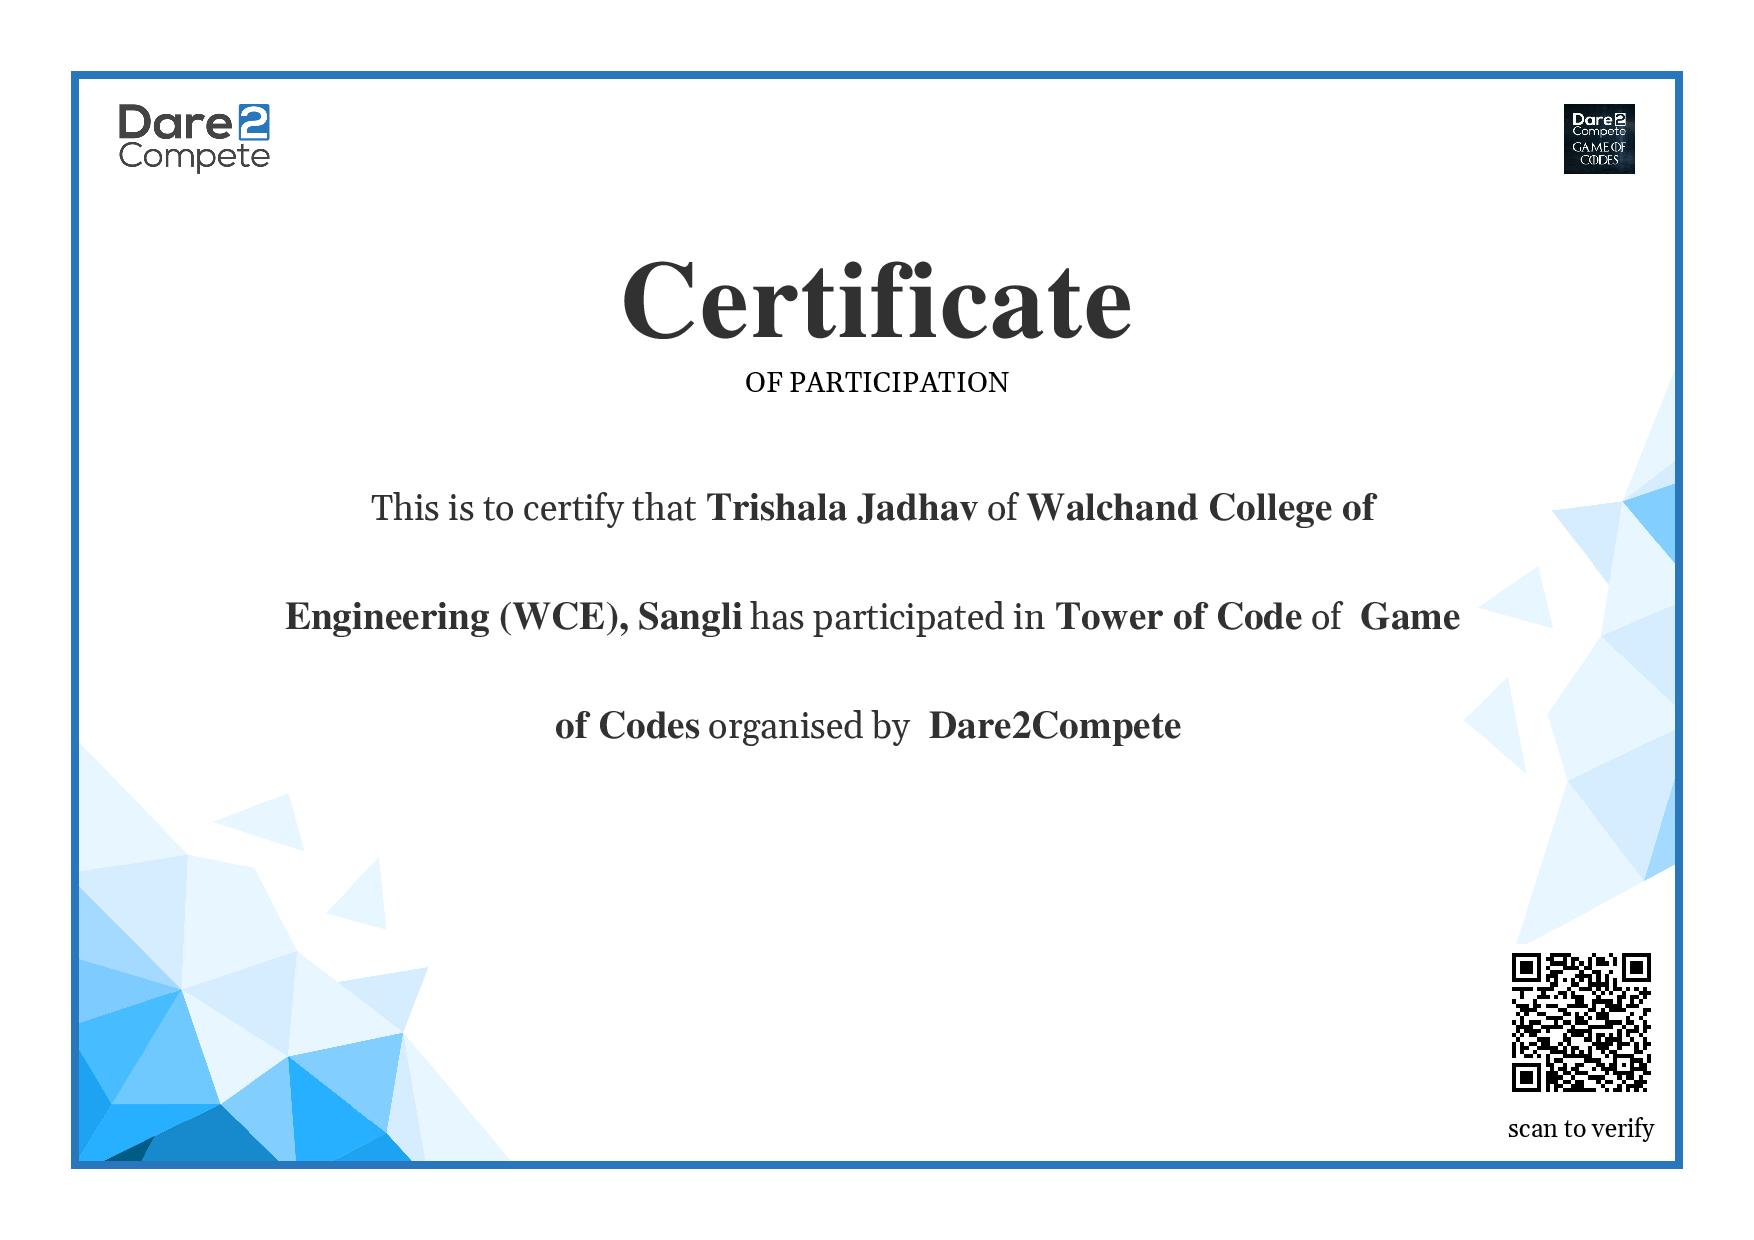 Dare2
Compete
Dare2
Compete
GAME OF
CODES
Certificate
OF PARTICIPATION
This is to certify that Trishala Jadhav of Walchand College of
Engineering (WCE), Sangli has participated in Tower of Code of Game
of Codes organised by Dare2Compete
scan to verify